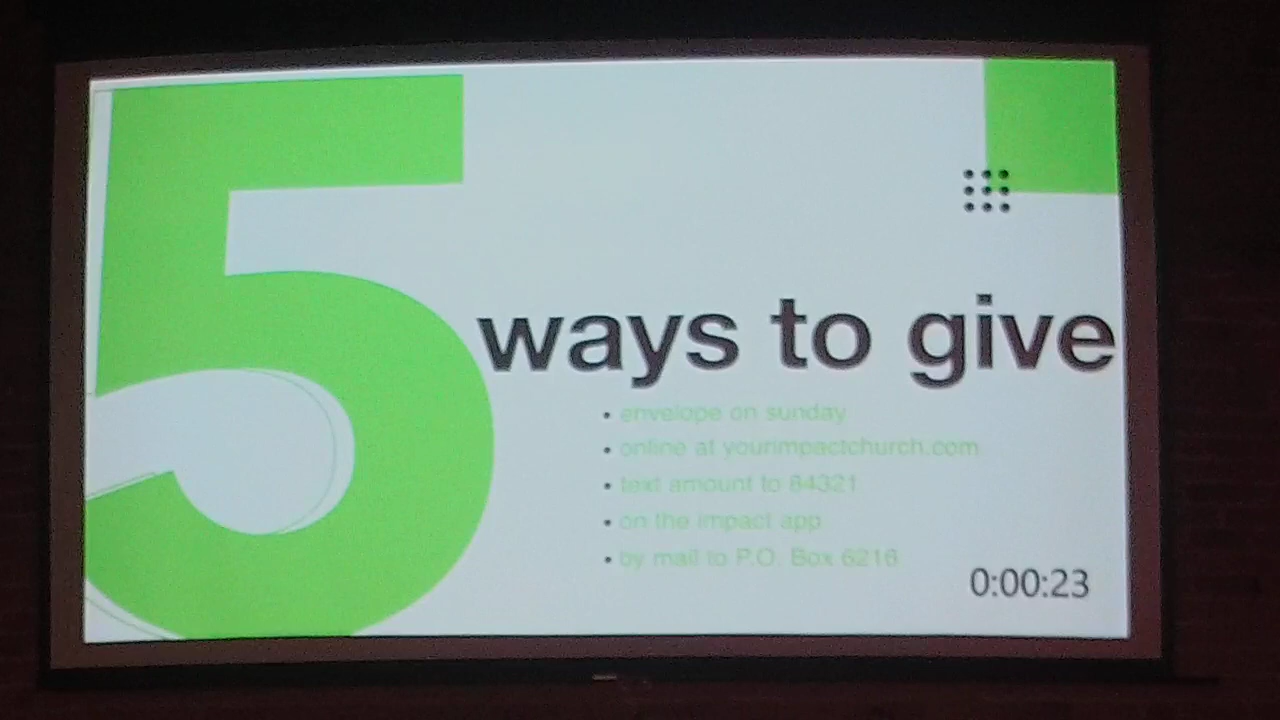 5
ways to give
• envelope on sunday
• online at yourimpactchurch.com
• text amount to 84321
• on the impact app
• by mail to P.O. Box 6216
0:00:23